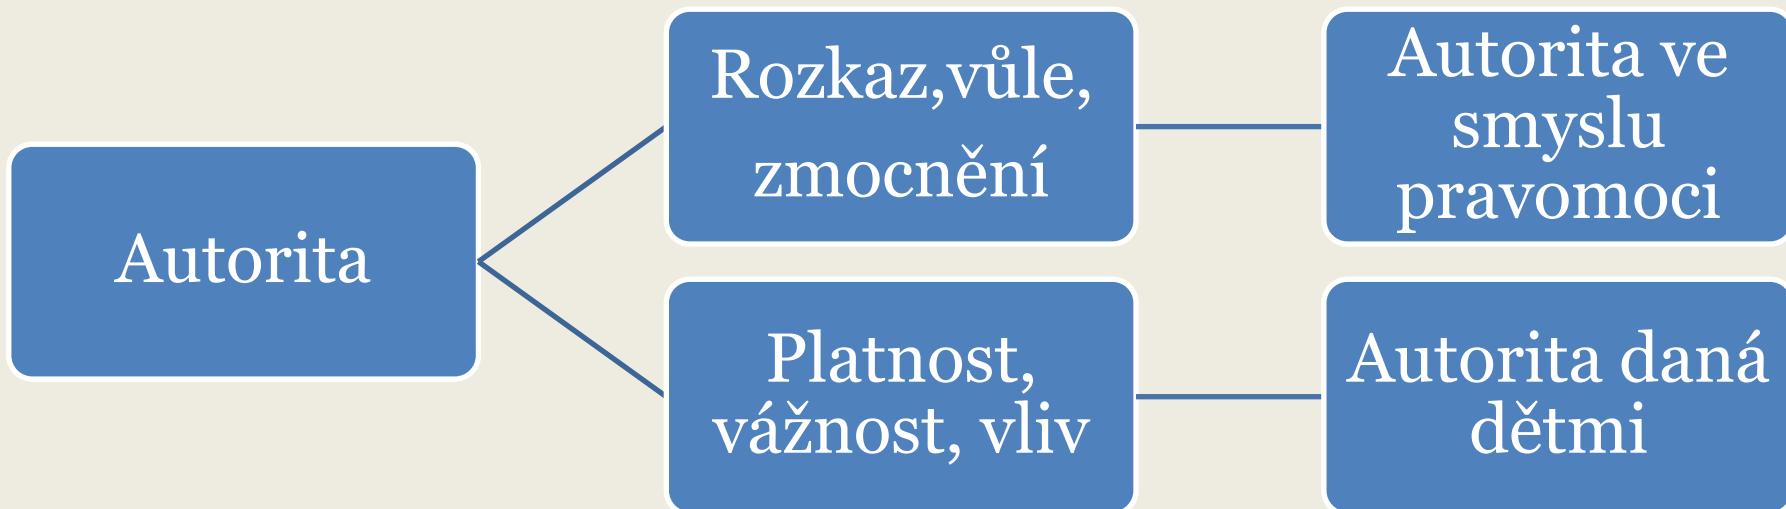 Autorita
Rozkaz,vůle,
zmocnění
Autorita ve
smyslu
pravomoci
Platnost,
vážnost, vliv
Autorita daná
dětmi